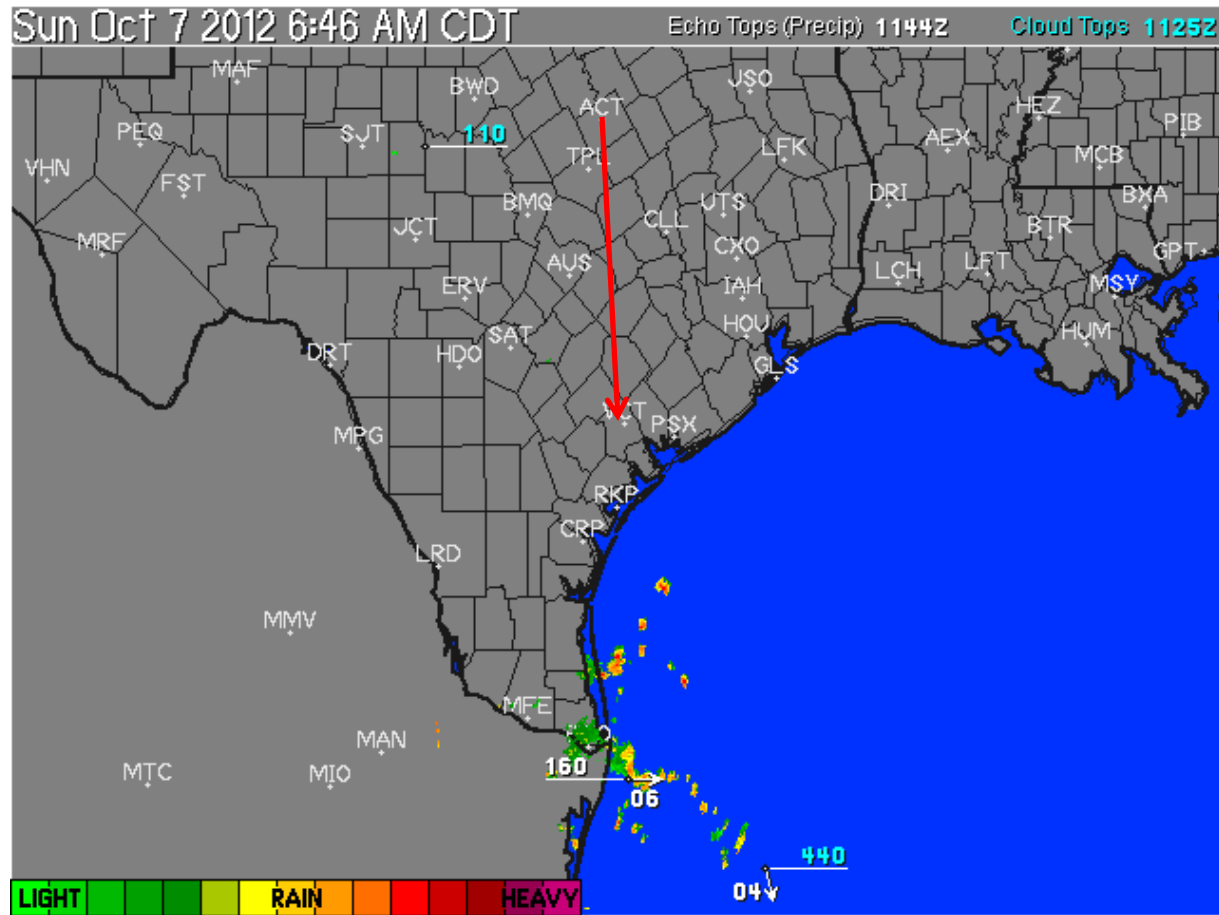 Sun Oct 7 2012 6:46 AM CDT Echo Tops (Precip) 1144Z Cloud Tops 1125Z
MAF
BWD
ACT
JSO
HEZ
PEQ
SJT
110
TPL
LFK
AEX
MCB
PIB
VHN
FST
BMQ
UTS
DRI
BXA
MRF
JCT
CLL
CXO
BTR
GPT
ERV
AUS
IAH
LCH
LFT
MSY
DRT
HDO
SAT
HOU
HUM
GLS
MPG
VCT
PSX
RKP
CRP
LRD
MMV
MFE
MAN
MTC
MIO
160
06
440
04
LIGHT RAIN HEAVY